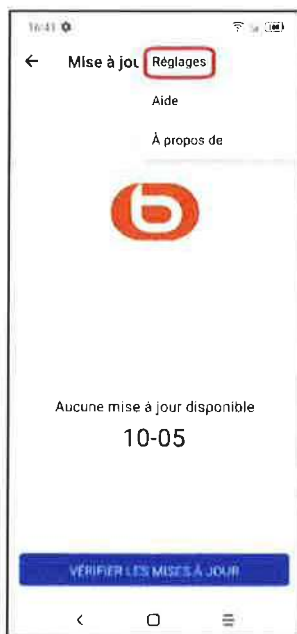 16:41
Mise à jou
Réglages
Aide
À propos de
b
Aucune mise à jour disponible
10-05
VÉRIFIER LES MISES À JOUR